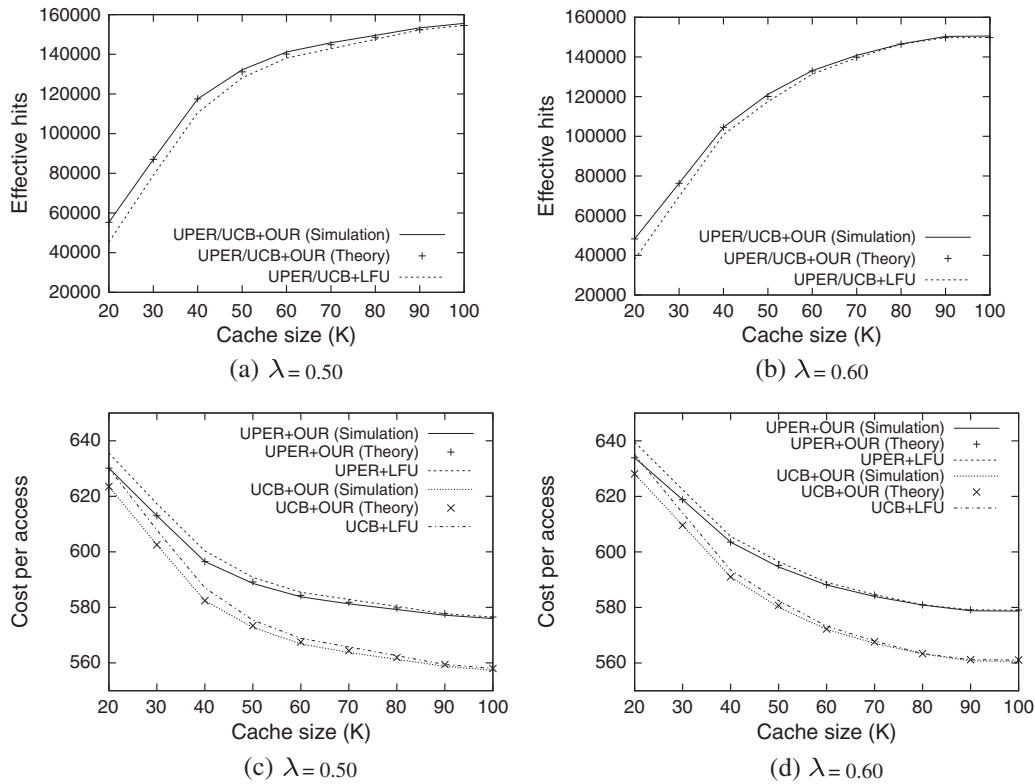 Effective hits
160000
140000
120000
100000
80000
60000
40000
20000
UPER/UCB+OUR (Simulation)
UPER/UCB+OUR (Theory)
UPER/UCB+LFU
20 30 40 50 60 70 80 90 100
Cache size (K)
(a) λ = 0.50
Effective hits
160000
140000
120000
100000
80000
60000
40000
20000
UPER/UCB+OUR (Simulation)
UPER/UCB+OUR (Theory)
UPER/UCB+LFU
20 30 40 50 60 70 80 90 100
Cache size (K)
(b) λ = 0.60
Cost per access
640
620
600
580
560
UPER+OUR (Simulation)
UPER+OUR (Theory)
UPER+LFU
UCB+OUR (Simulation)
UCB+OUR (Theory)
UCB+LFU
20 30 40 50 60 70 80 90 100
Cache size (K)
(c) λ = 0.50
Cost per access
640
620
600
580
560
UPER+OUR (Simulation)
UPER+OUR (Theory)
UPER+LFU
UCB+OUR (Simulation)
UCB+OUR (Theory)
UCB+LFU
20 30 40 50 60 70 80 90 100
Cache size (K)
(d) λ = 0.60